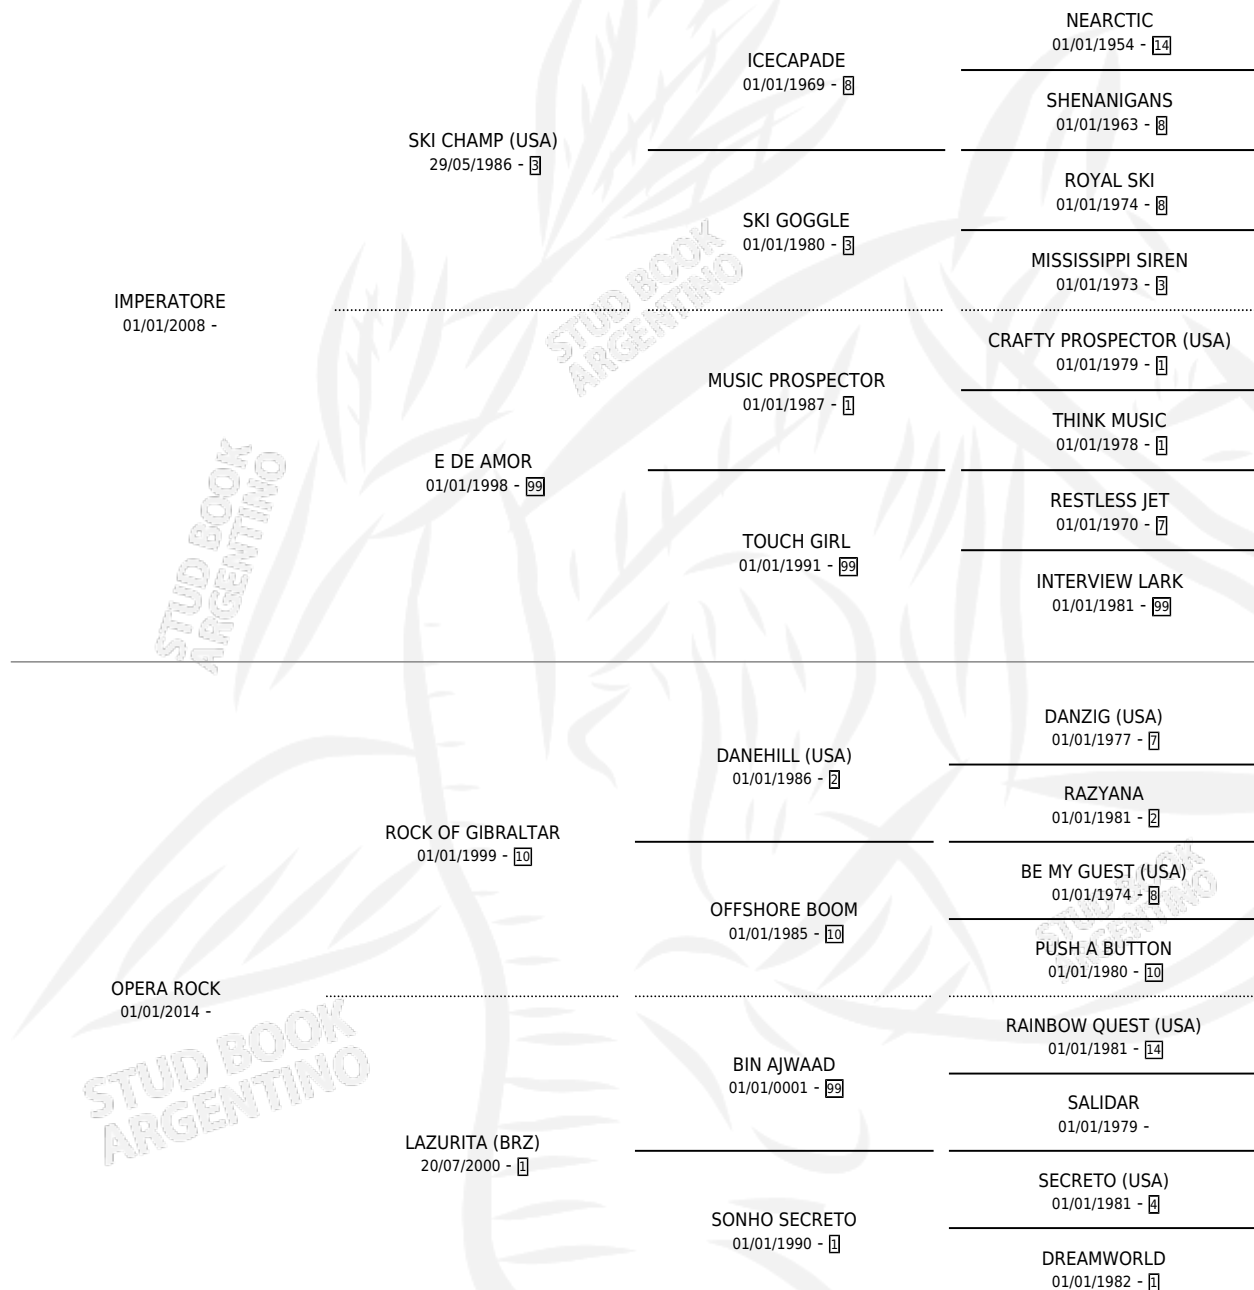 NEARCTIC
01/01/1954 - 14
ICECAPADE
01/01/1969 - 8
SHENANIGANS
01/01/1963 - 8
SKI CHAMP (USA)
29/05/1986 - 3
ROYAL SKI
01/01/1974 - 8
SKI GOGGLE
01/01/1980 - 3
MISSISSIPPI SIREN
01/01/1973 - 3
IMPERATORE
01/01/2008 -
CRAFTY PROSPECTOR (USA)
01/01/1979 - 1
MUSIC PROSPECTOR
01/01/1987 - 1
THINK MUSIC
01/01/1978 - 1
E DE AMOR
01/01/1998 - 99
RESTLESS JET
01/01/1970 - 7
TOUCH GIRL
01/01/1991 - 99
INTERVIEW LARK
01/01/1981 - 99
STUD BOOK
ARGENTINO
STUD BOOK
ARGENTINO
DANZIG (USA)
01/01/1977 - 7
DANEHILL (USA)
01/01/1986 - 2
RAZYANA
01/01/1981 - 2
ROCK OF GIBRALTAR
01/01/1999 - 10
BE MY GUEST (USA)
01/01/1974 - 8
OFFSHORE BOOM
01/01/1985 - 10
PUSH A BUTTON
01/01/1980 - 10
OPERA ROCK
01/01/2014 -
RAINBOW QUEST (USA)
01/01/1981 - 14
BIN AJWAAD
01/01/0001 - 99
SALIDAR
01/01/1979 -
LAZURITA (BRZ)
20/07/2000 - 1
SECRETO (USA)
01/01/1981 - 4
SONHO SECRETO
01/01/1990 - 1
DREAMWORLD
01/01/1982 - 1
STUD BOOK
ARGENTINO
STUD BOOK
ARGENTINO